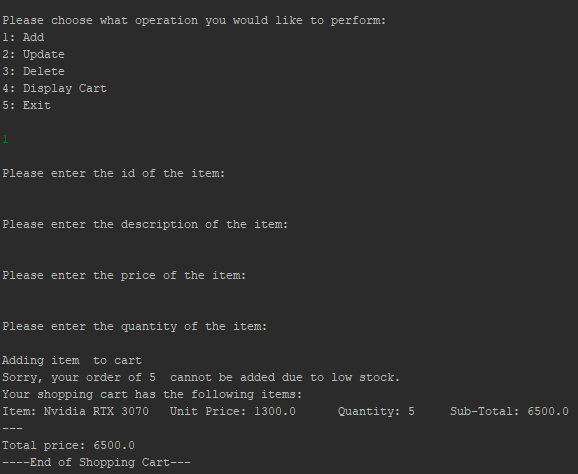 Please choose what operation you would like to perform:
1: Add
2: Update
3: Delete
4: Display Cart
5: Exit
1
Please enter the id of the item:
Please enter the description of the item:
Please enter the price of the item:
Please enter the quantity of the item:
Adding item  to cart
Sorry, your order of 5  cannot be added due to low stock.
Your shopping cart has the following items:
Item: Nvidia RTX 3070   Unit Price: 1300.0      Quantity: 5     Sub-Total: 6500.0
---
Total price: 6500.0
----End of Shopping Cart---